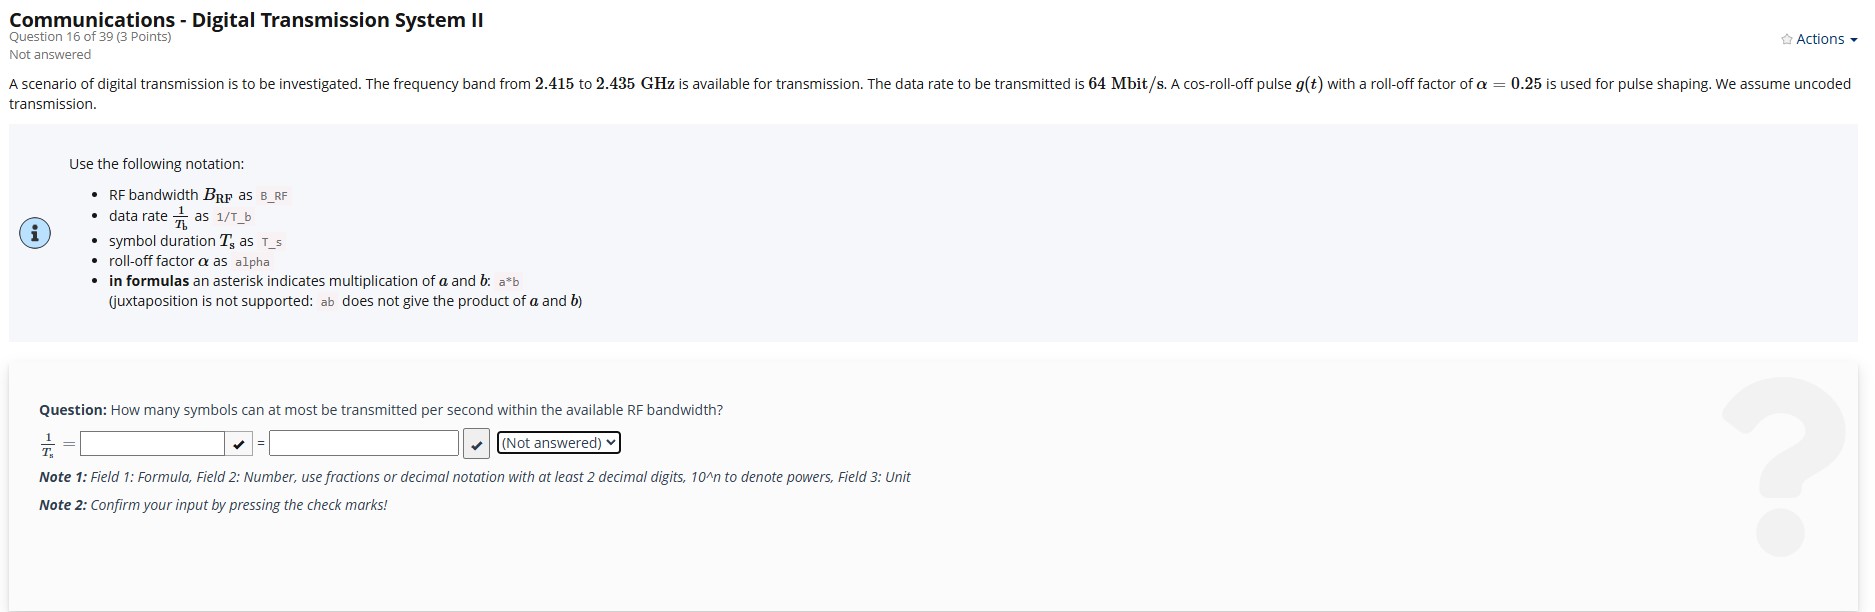 Communications - Digital Transmission System II
Question 16 of 39 (3 Points)
Not answered
Actions
A scenario of digital transmission is to be investigated. The frequency band from 2.415 to 2.435 GHz is available for transmission. The data rate to be transmitted is 64 Mbit/s. A cos-roll-off pulse g(t) with a roll-off factor of α = 0.25 is used for pulse shaping. We assume uncoded
transmission.
Use the following notation:
• RF bandwidth B_RF as B_RF
• data rate 1/T_b as 1/T_b
• symbol duration T_s as T_s
• roll-off factor α as alpha
• in formulas an asterisk indicates multiplication of a and b: a*b
(juxtaposition is not supported: ab does not give the product of a and b)
Question: How many symbols can at most be transmitted per second within the available RF bandwidth?
1/T_s = = (Not answered)
Note 1: Field 1: Formula, Field 2: Number, use fractions or decimal notation with at least 2 decimal digits, 10^n to denote powers, Field 3: Unit
Note 2: Confirm your input by pressing the check marks!